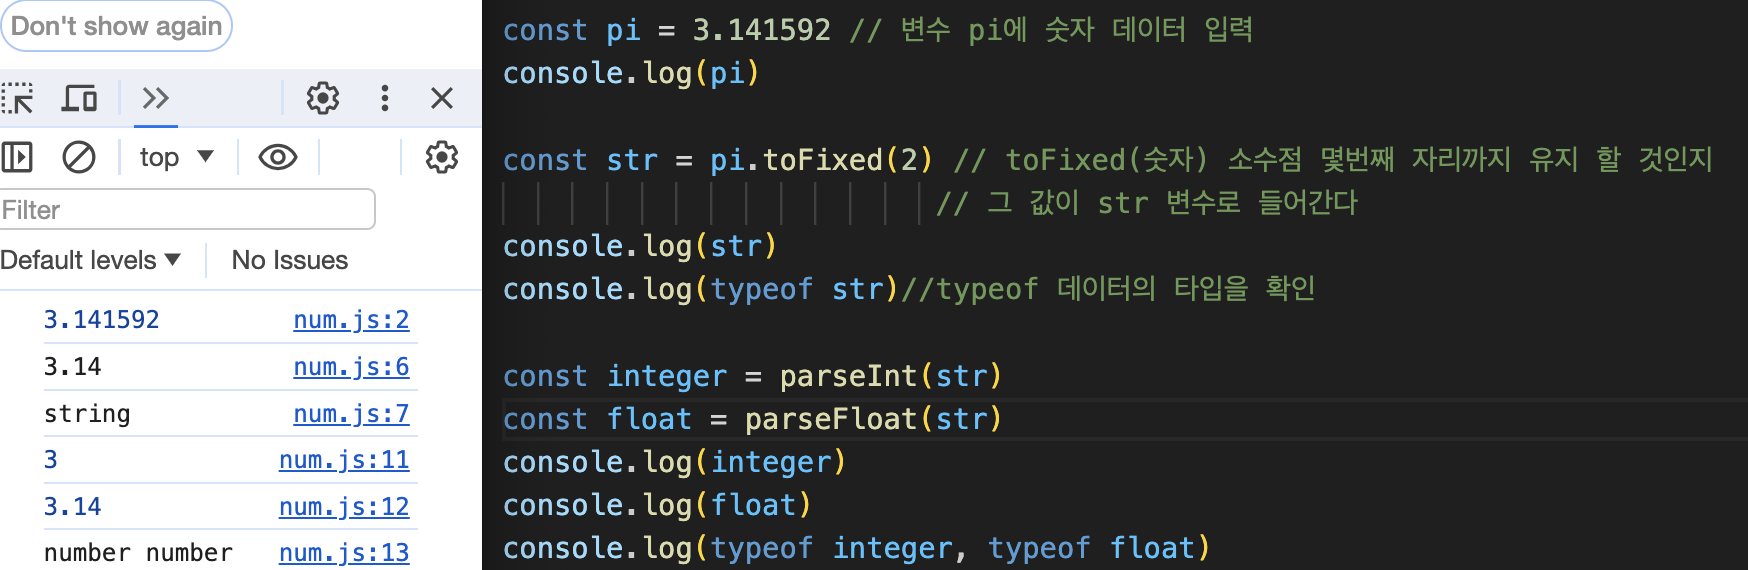 Don't show again
top
Filter
Default levels
No Issues
3.141592 num.js:2
3.14 num.js:6
string num.js:7
3 num.js:11
3.14 num.js:12
number number num.js:13
const pi = 3.141592 // 변수 pi에 숫자 데이터 입력
console.log(pi)
const str = pi.toFixed(2) // toFixed(숫자) 소수점 몇번째 자리까지 유지 할 것인지
// 그 값이 str 변수로 들어간다
console.log(str)
console.log(typeof str)//typeof 데이터의 타입을 확인
const integer = parseInt(str)
const float = parseFloat(str)
console.log(integer)
console.log(float)
console.log(typeof integer, typeof float)